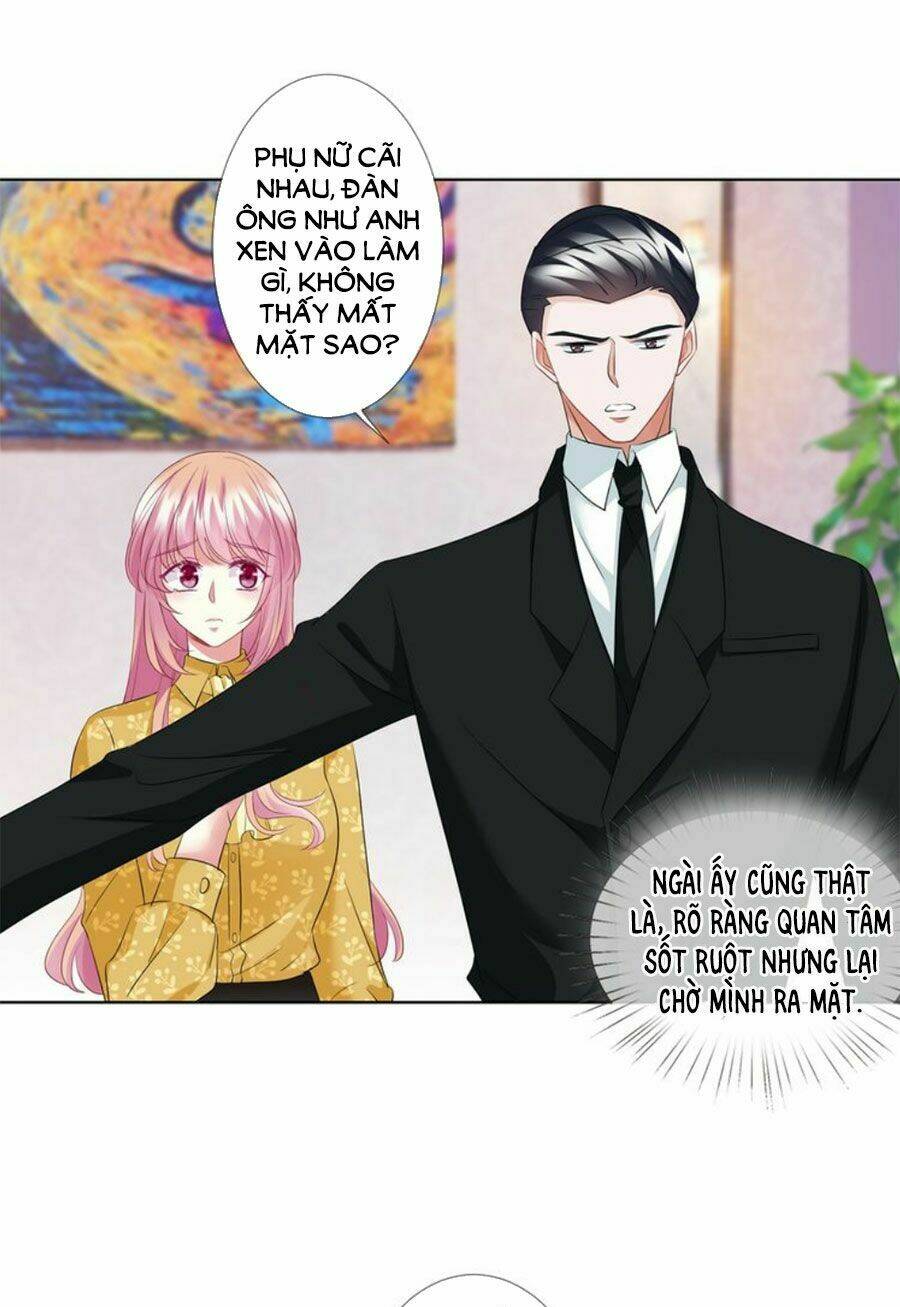 PHỤ NỮ CÃI
NHAU, ĐÀN
ÔNG NHƯ ANH
XEN VÀO LÀM
GÌ, KHÔNG
THẤY MẤT
MẶT SAO?
NGÀI ẤY CŨNG THẬT
LÀ, RÕ RÀNG QUAN TÂM
SỐT RUỘT NHƯNG LẠI
CHỜ MÌNH RA MẶT.